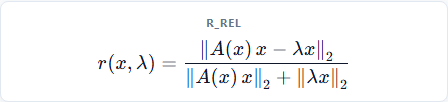 R_REL
r(x, λ) = ‖A(x) x − λx‖₂ / (‖A(x) x‖₂ + ‖λx‖₂)